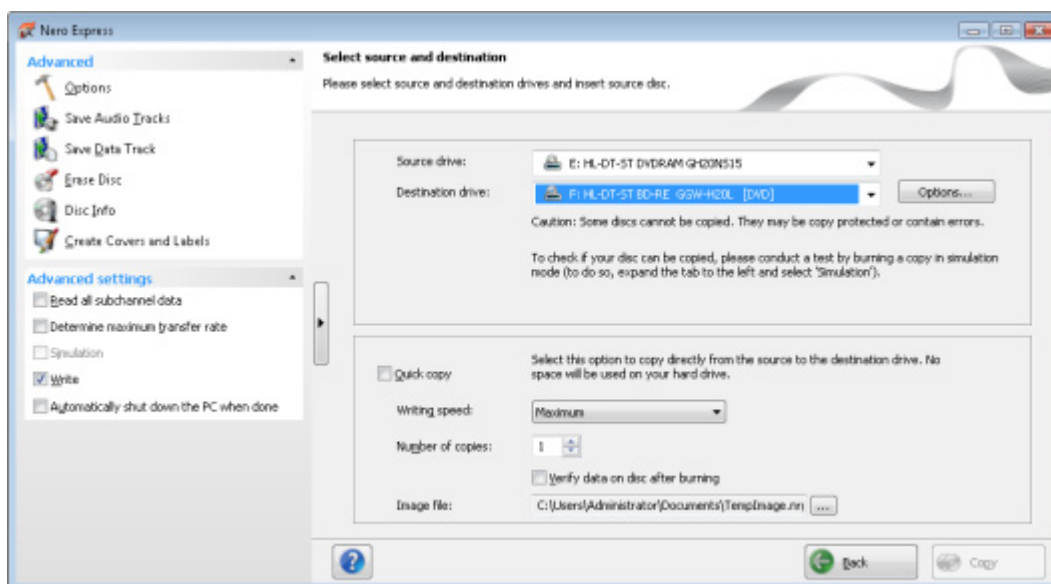 Nero Express
Advanced
Options
Save Audio Tracks
Save Data Track
Erase Disc
Disc Info
Create Covers and Labels
Advanced settings
Read all subchannel data
Determine maximum transfer rate
Simulation
Write
Automatically shut down the PC when done
Select source and destination
Please select source and destination drives and insert source disc.
Source drive: E: HL-DT-ST DVDRAM GH20NS15
Destination drive: F: HL-DT-ST BD-RE GGW-H20L [DVD] Options...
Caution: Some discs cannot be copied. They may be copy protected or contain errors.
To check if your disc can be copied, please conduct a test by burning a copy in simulation
mode (to do so, expand the tab to the left and select 'Simulation').
Quick copy
Select this option to copy directly from the source to the destination drive. No
space will be used on your hard drive.
Writing speed: Maximum
Number of copies: 1
Verify data on disc after burning
Image file: C:\Users\Administrator\Documents\TempImage.nrg ...
? Back Copy